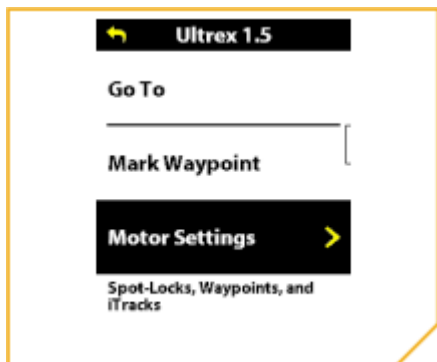 Ultrex 1.5
Go To
Mark Waypoint
Motor Settings
Spot-Locks, Waypoints, and
iTracks